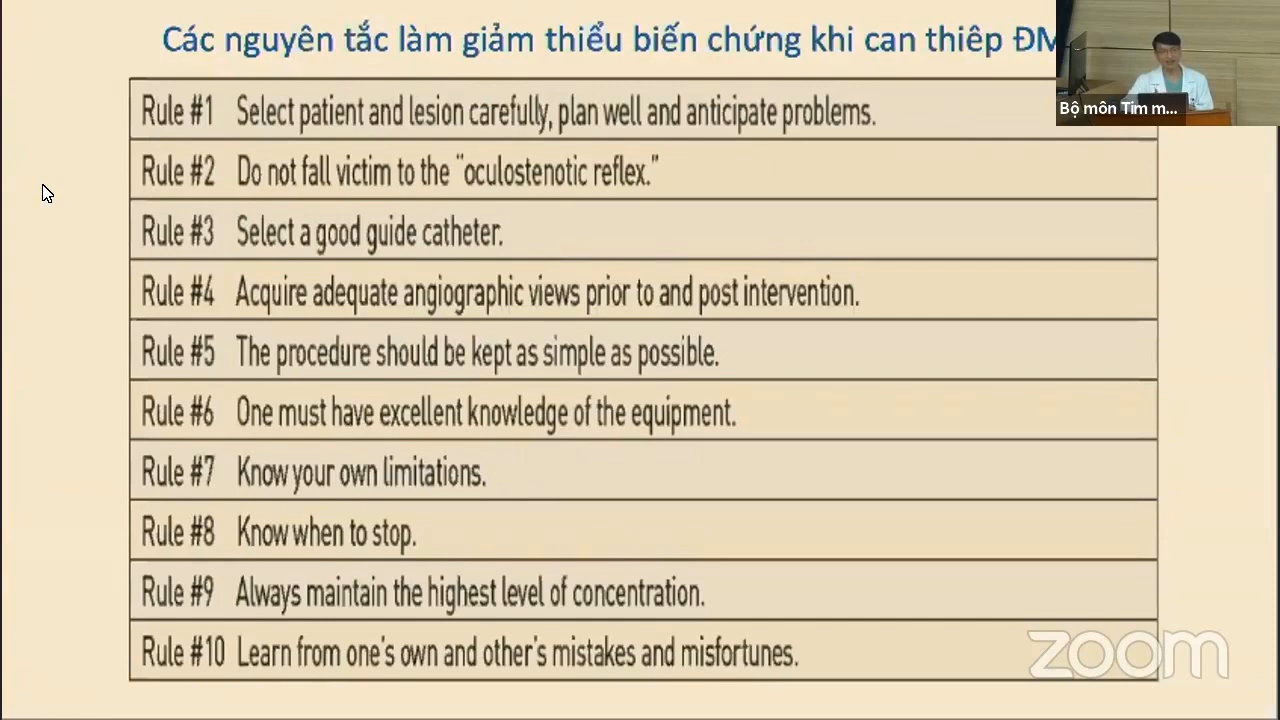 Các nguyên tắc làm giảm thiểu biến chứng khi can thiêp ĐM
Bộ môn Tim m...
Rule #1 Select patient and lesion carefully, plan well and anticipate problems.
Rule #2 Do not fall victim to the "oculostenotic reflex."
Rule #3 Select a good guide catheter.
Rule #4 Acquire adequate angiographic views prior to and post intervention.
Rule #5 The procedure should be kept as simple as possible.
Rule #6 One must have excellent knowledge of the equipment.
Rule #7 Know your own limitations.
Rule #8 Know when to stop.
Rule #9 Always maintain the highest level of concentration.
Rule #10 Learn from one's own and other's mistakes and misfortunes.
zoom